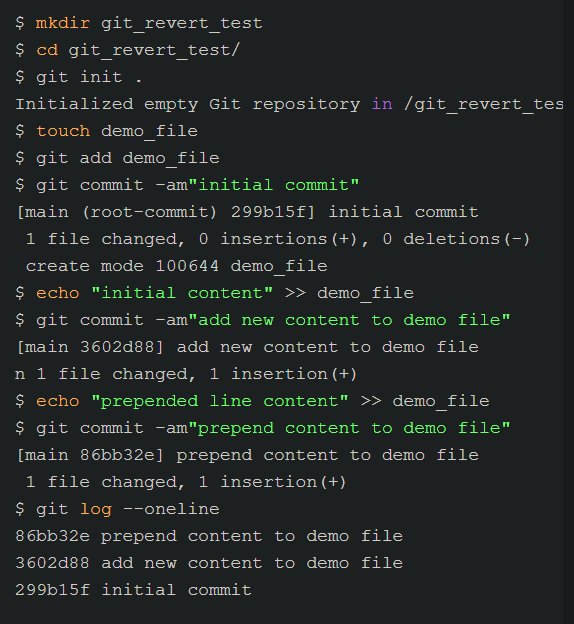 $ mkdir git_revert_test
$ cd git_revert_test/
$ git init .
Initialized empty Git repository in /git_revert_tes
$ touch demo_file
$ git add demo_file
$ git commit -am"initial commit"
[main (root-commit) 299b15f] initial commit
 1 file changed, 0 insertions(+), 0 deletions(-)
 create mode 100644 demo_file
$ echo "initial content" >> demo_file
$ git commit -am"add new content to demo file"
[main 3602d88] add new content to demo file
n 1 file changed, 1 insertion(+)
$ echo "prepended line content" >> demo_file
$ git commit -am"prepend content to demo file"
[main 86bb32e] prepend content to demo file
 1 file changed, 1 insertion(+)
$ git log --oneline
86bb32e prepend content to demo file
3602d88 add new content to demo file
299b15f initial commit